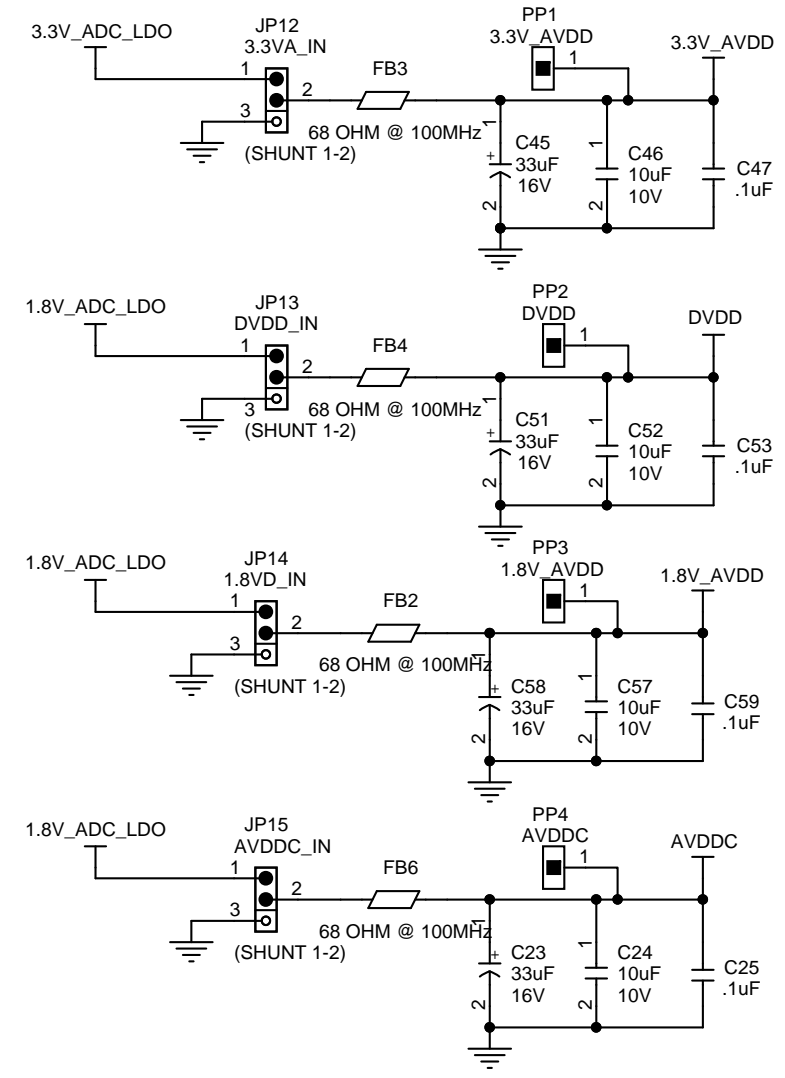 3.3V_ADC_LDO
JP12
3.3VA_IN
1
2
3
(SHUNT 1-2)
FB3
68 OHM @ 100MHz
PP1
3.3V_AVDD
1
3.3V_AVDD
1
+
2
C45
33uF
16V
1
2
C46
10uF
10V
C47
.1uF
1.8V_ADC_LDO
JP13
DVDD_IN
1
2
3
(SHUNT 1-2)
FB4
68 OHM @ 100MHz
PP2
DVDD
1
DVDD
1
+
2
C51
33uF
16V
1
2
C52
10uF
10V
C53
.1uF
1.8V_ADC_LDO
JP14
1.8VD_IN
1
2
3
(SHUNT 1-2)
FB2
68 OHM @ 100MHz
PP3
1.8V_AVDD
1
1.8V_AVDD
1
+
2
C58
33uF
16V
1
2
C57
10uF
10V
C59
.1uF
1.8V_ADC_LDO
JP15
AVDDC_IN
1
2
3
(SHUNT 1-2)
FB6
68 OHM @ 100MHz
PP4
AVDDC
1
AVDDC
1
+
2
C23
33uF
16V
1
2
C24
10uF
10V
C25
.1uF